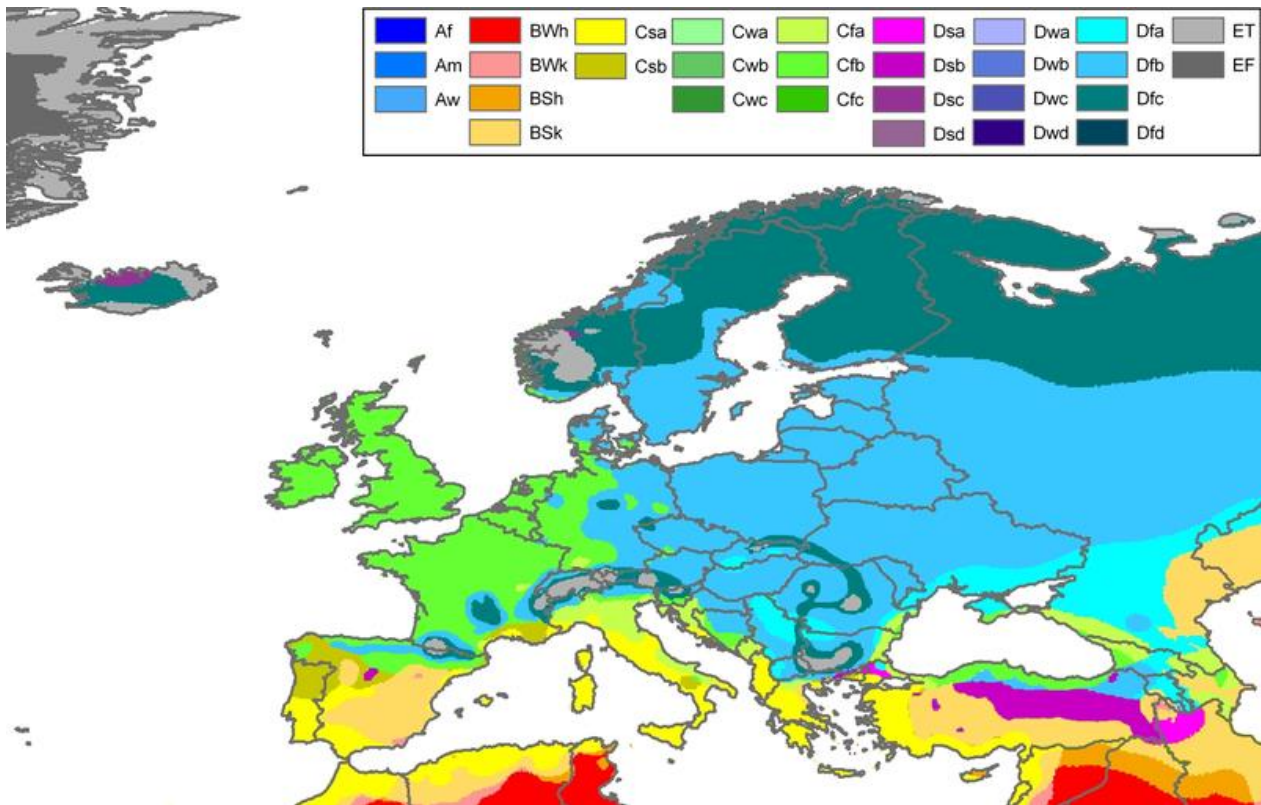 Af BWh Csa Cwa Cfa Dsa Dwa Dfa ET
Am BWk Csb Cwb Cfb Dsb Dwb Dfb EF
Aw BSh Cwc Cfc Dsc Dwc Dfc
BSk Dsd Dwd Dfd